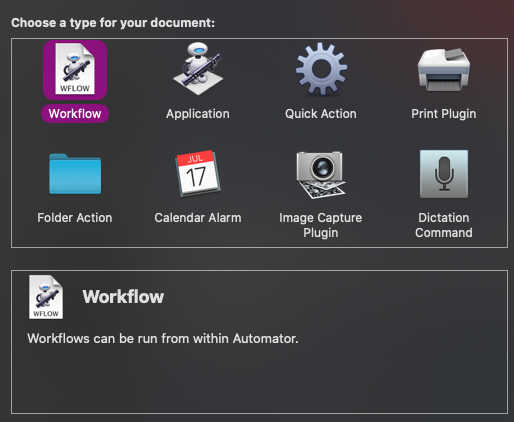 Choose a type for your document:
WFLOW
Workflow
Application
Quick Action
Print Plugin
JUL
17
Folder Action
Calendar Alarm
Image Capture
Plugin
Dictation
Command
WFLOW
Workflow
Workflows can be run from within Automator.